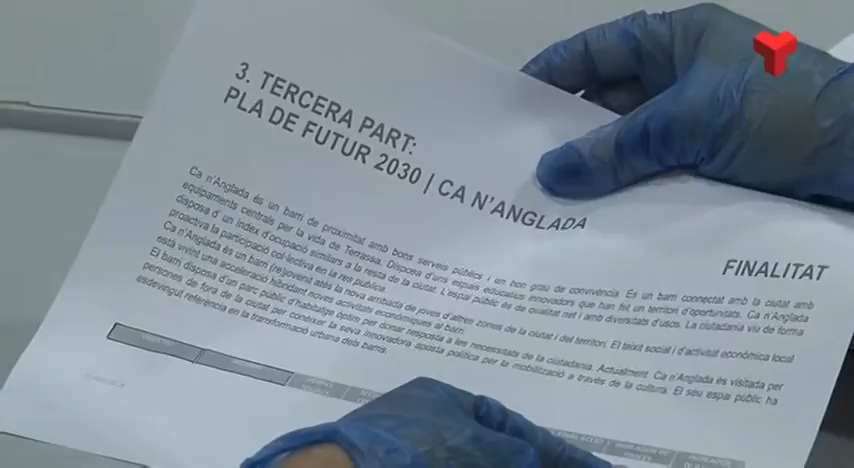 3. TERCERA PART:
PLA DE FUTUR 2030 | CA N'ANGLADA
FINALITAT
Ca n'Anglada és un barri de proximitat amb bons serveis públics i un bon grau de convivència. És un barri connectat amb la ciutat amb
equipaments centrals per la vida de Terrassa. Disposa d'uns espais educatius innovadors que han fet un territori d'oportunitats. Ca n'Anglada
disposa d' un índex d'ocupació similars a la resta de la ciutat. L'espai públic és de qualitat net i amb diversitats d'usos. La ciutadania viu de forma
proactiva la participació col·lectiva en la res publica.
Ca n'Anglada és un barri (re)jovenit atès la nova arribada de joves d'altren zones de la ciutat i del territori. El teixit social i d'activitat econòmica local
està vivint una acceleració hibridant noves activitats econòmiques al barri.
El barri disposa d'un parc públic d'habitatge òptim per donar resposta a les necessitats de la ciutadania. Actualment. Ca n'Anglada és visitada per
persones de fora de la ciutat per conèixer la seva innovadora aposta política per la mobilització a través de la cultura. El seu espai públic ha
esdevingut referència en la transformació urbana dels barris.